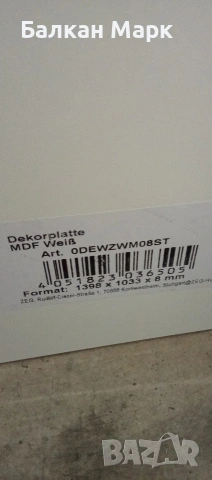 Балкан Марк
Dekorplatte
MDF Weiß
Art. 0DEWZWM08ST
4 051823 036505
Format: 1398 x 1033 x 8 mm
BAZAR